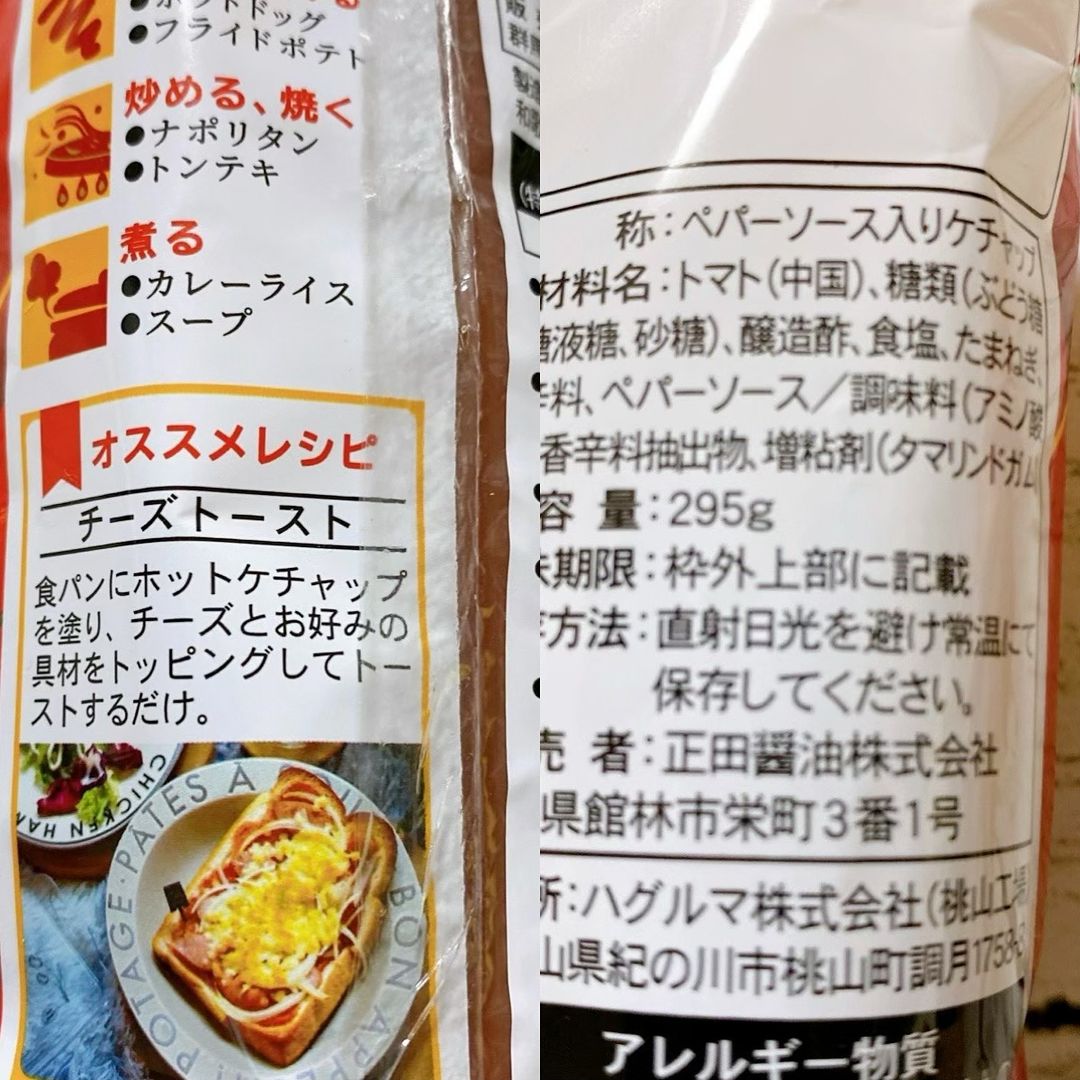 ●ホットドッグ
●フライドポテト
炒める、焼く
●ナポリタン
●トンテキ
煮る
●カレーライス
●スープ
オススメレシピ
チーズトースト
食パンにホットケチャップ
を塗り、チーズとお好みの
具材をトッピングしてトー
ストするだけ。
CHICKEN
POTAGE・PÂTES À
BON
称：ペパーソース入りケチャップ
材料名：トマト（中国）、糖類（ぶどう糖
糖液糖、砂糖）、醸造酢、食塩、たまねぎ、
辛料、ペパーソース／調味料（アミノ酸
香辛料抽出物、増粘剤（タマリンドガム
容 量：295g
期限：枠外上部に記載
方法：直射日光を避け常温にて
保存してください。
売 者：正田醤油株式会社
県館林市栄町3番1号
所：ハグルマ株式会社（桃山工場
山県紀の川市桃山町調月1758-3
アレルギー物質